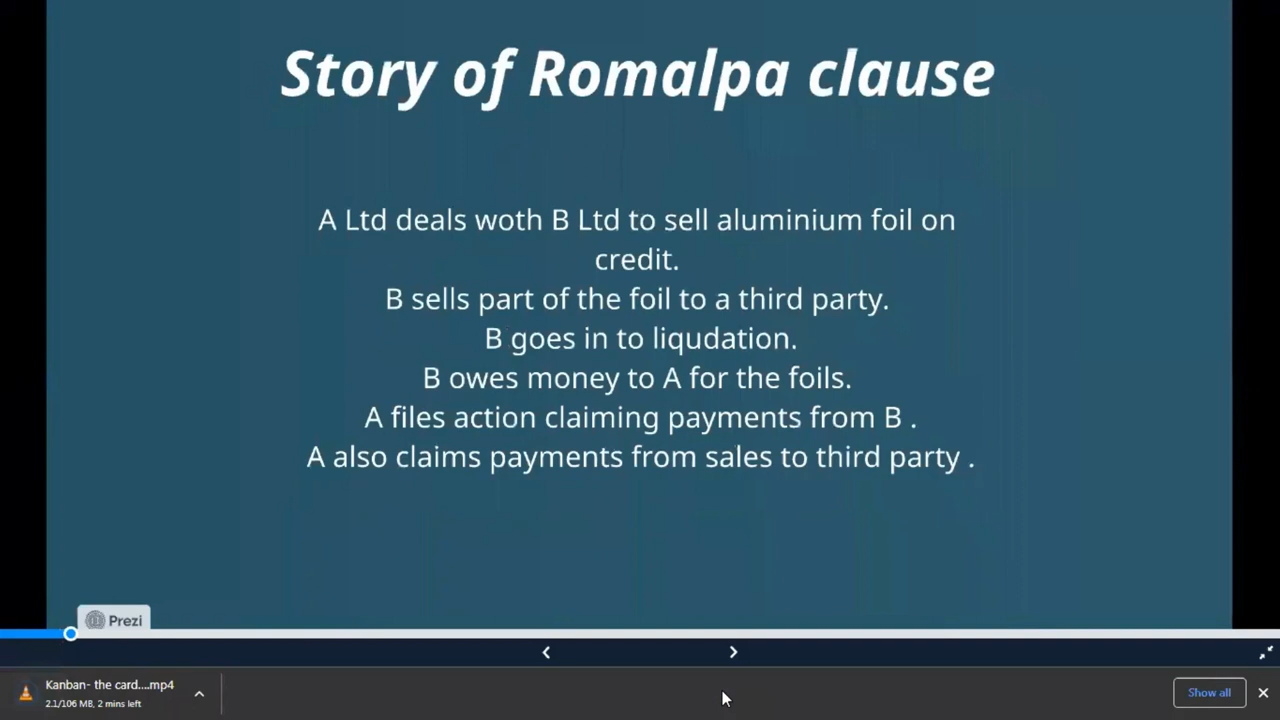 Story of Romalpa clause
A Ltd deals woth B Ltd to sell aluminium foil on
credit.
B sells part of the foil to a third party.
B goes in to liqudation.
B owes money to A for the foils.
A files action claiming payments from B .
A also claims payments from sales to third party .
Prezi
Kanban- the card....mp4
2.1/106 MB, 2 mins left
Show all